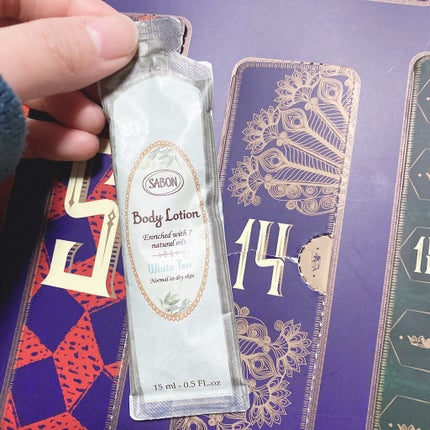 SABON
Body Lotion
Enriched with 7
natural oils
White Tea
Normal to dry skin
15 ml - 0.5 FL.oz
14